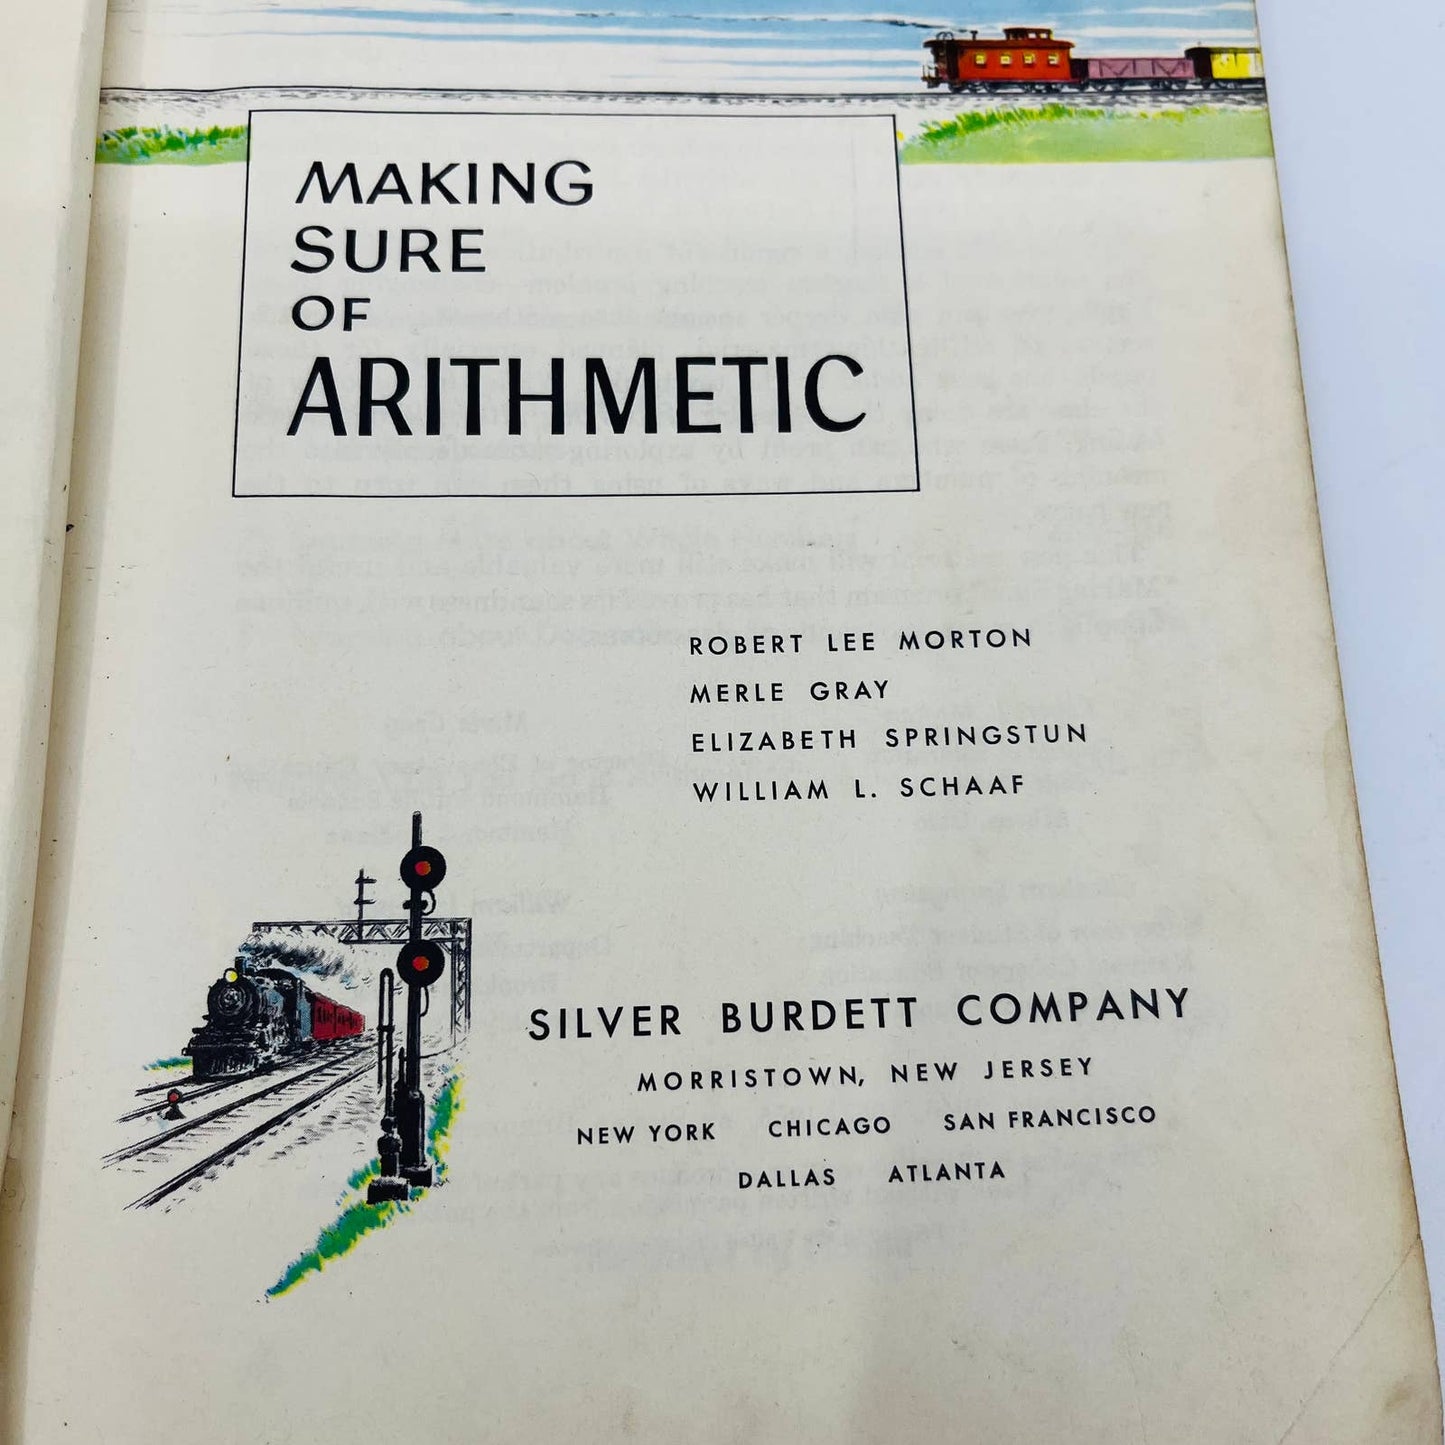 MAKING
SURE
OF
ARITHMETIC
ROBERT LEE MORTON
MERLE GRAY
ELIZABETH SPRINGSTUN
WILLIAM L. SCHAAF
SILVER BURDETT COMPANY
MORRISTOWN, NEW JERSEY
NEW YORK CHICAGO SAN FRANCISCO
DALLAS ATLANTA